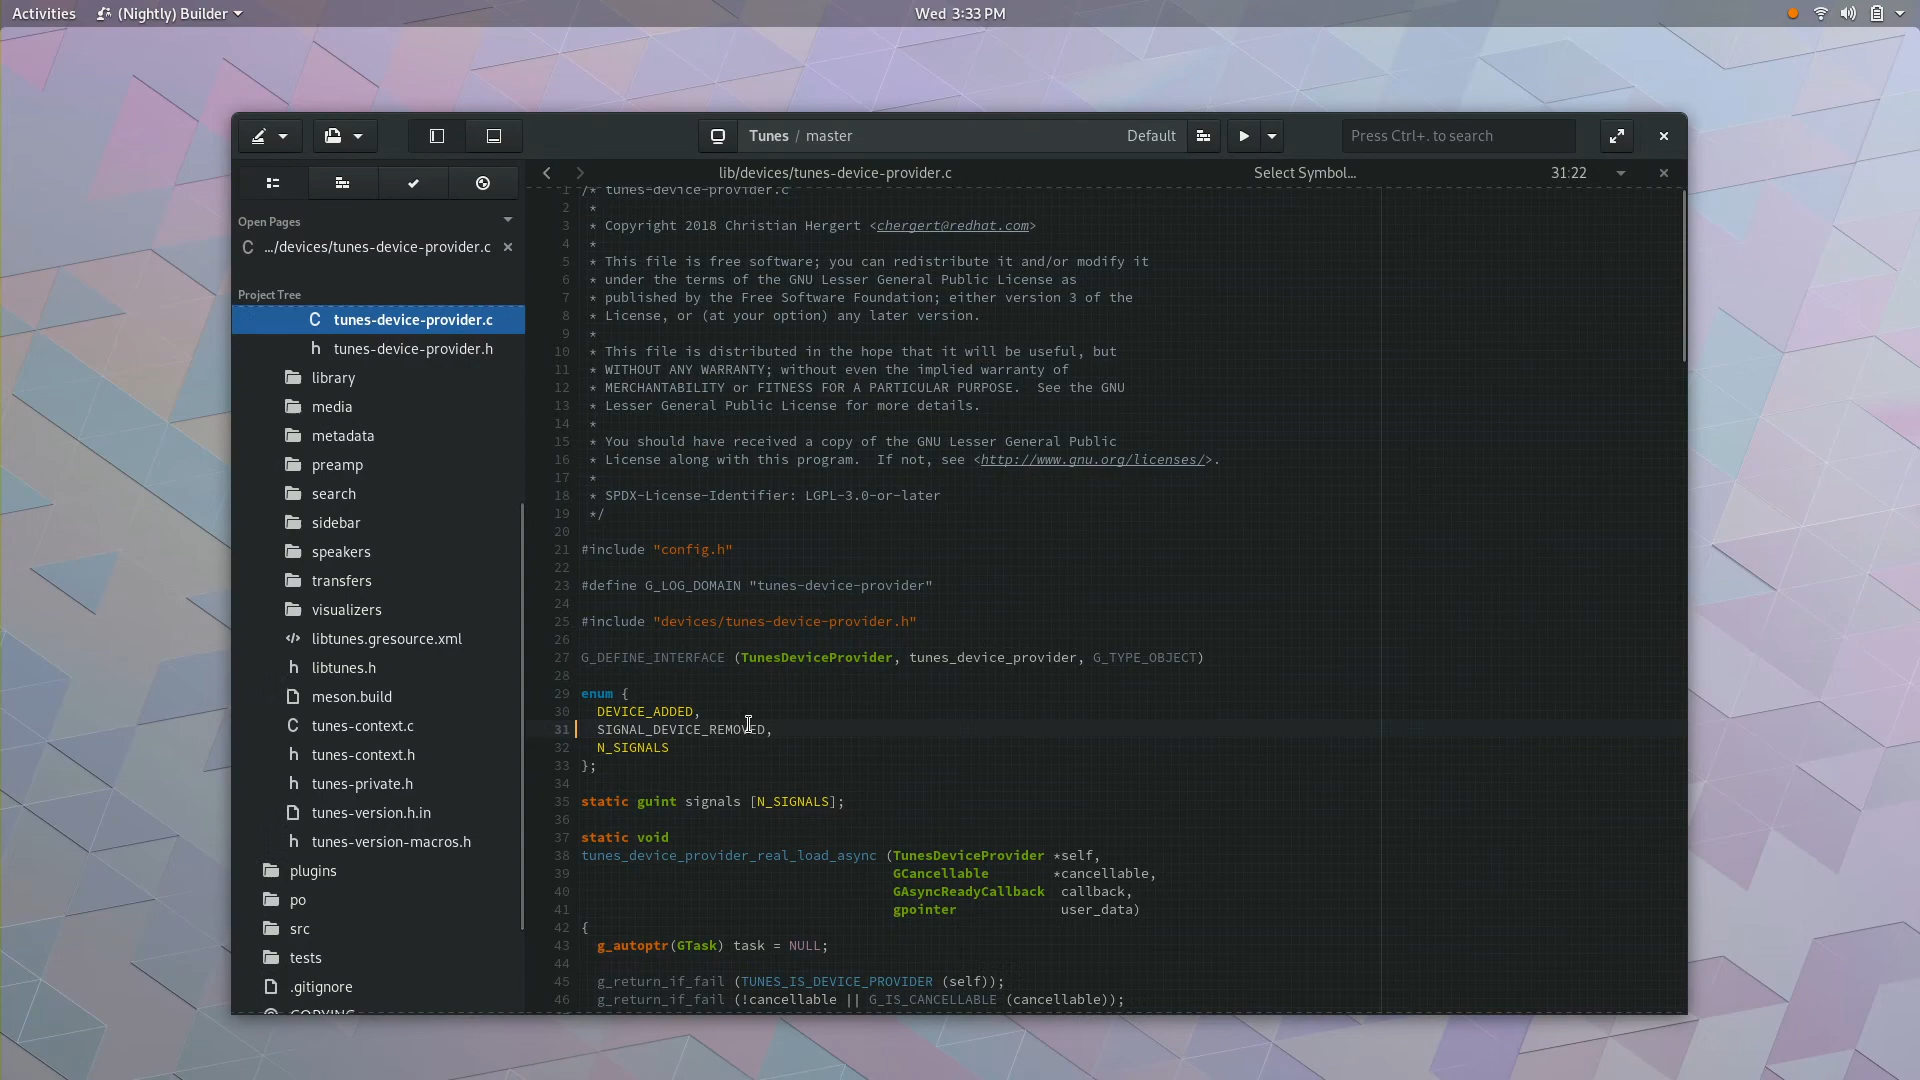 Activities (Nightly) Builder Wed 3:33 PM
Tunes / master Default Press Ctrl+. to search
lib/devices/tunes-device-provider.c Select Symbol... 31:22
Open Pages
C .../devices/tunes-device-provider.c
Project Tree
C tunes-device-provider.c
h tunes-device-provider.h
library
media
metadata
preamp
search
sidebar
speakers
transfers
visualizers
</> libtunes.gresource.xml
h libtunes.h
meson.build
C tunes-context.c
h tunes-context.h
h tunes-private.h
tunes-version.h.in
h tunes-version-macros.h
plugins
po
src
tests
.gitignore
COPYING
1 /* tunes-device-provider.c
2 *
3 * Copyright 2018 Christian Hergert <chergert@redhat.com>
4 *
5 * This file is free software; you can redistribute it and/or modify it
6 * under the terms of the GNU Lesser General Public License as
7 * published by the Free Software Foundation; either version 3 of the
8 * License, or (at your option) any later version.
9 *
10 * This file is distributed in the hope that it will be useful, but
11 * WITHOUT ANY WARRANTY; without even the implied warranty of
12 * MERCHANTABILITY or FITNESS FOR A PARTICULAR PURPOSE.  See the GNU
13 * Lesser General Public License for more details.
14 *
15 * You should have received a copy of the GNU Lesser General Public
16 * License along with this program.  If not, see <http://www.gnu.org/licenses/>.
17 *
18 * SPDX-License-Identifier: LGPL-3.0-or-later
19 */
20
21 #include "config.h"
22
23 #define G_LOG_DOMAIN "tunes-device-provider"
24
25 #include "devices/tunes-device-provider.h"
26
27 G_DEFINE_INTERFACE (TunesDeviceProvider, tunes_device_provider, G_TYPE_OBJECT)
28
29 enum {
30   DEVICE_ADDED,
31   SIGNAL_DEVICE_REMOVED,
32   N_SIGNALS
33 };
34
35 static guint signals [N_SIGNALS];
36
37 static void
38 tunes_device_provider_real_load_async (TunesDeviceProvider *self,
39                                        GCancellable        *cancellable,
40                                        GAsyncReadyCallback  callback,
41                                        gpointer             user_data)
42 {
43   g_autoptr(GTask) task = NULL;
44
45   g_return_if_fail (TUNES_IS_DEVICE_PROVIDER (self));
46   g_return_if_fail (!cancellable || G_IS_CANCELLABLE (cancellable));